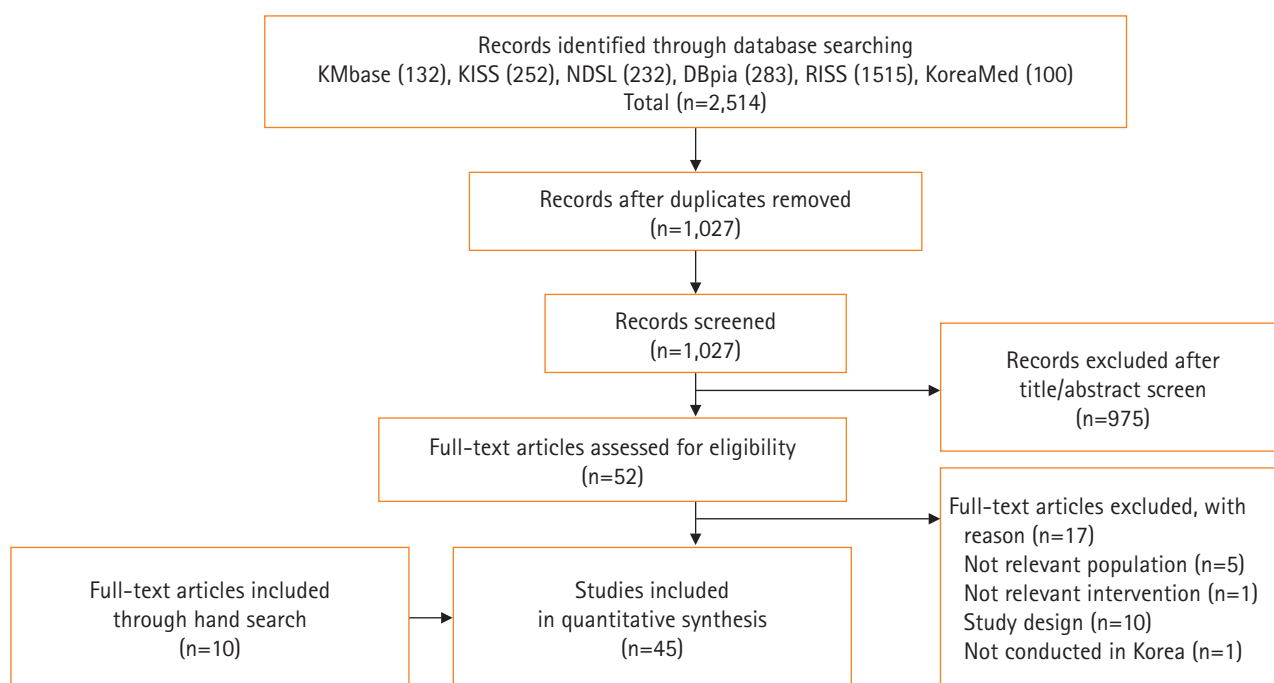 Records identified through database searching
KMbase (132), KISS (252), NDSL (232), DBpia (283), RISS (1515), KoreaMed (100)
Total (n=2,514)
Records after duplicates removed
(n=1,027)
Records screened
(n=1,027)
Records excluded after
title/abstract screen
(n=975)
Full-text articles assessed for eligibility
(n=52)
Full-text articles excluded, with
reason (n=17)
Not relevant population (n=5)
Not relevant intervention (n=1)
Study design (n=10)
Not conducted in Korea (n=1)
Full-text articles included
through hand search
(n=10)
Studies included
in quantitative synthesis
(n=45)